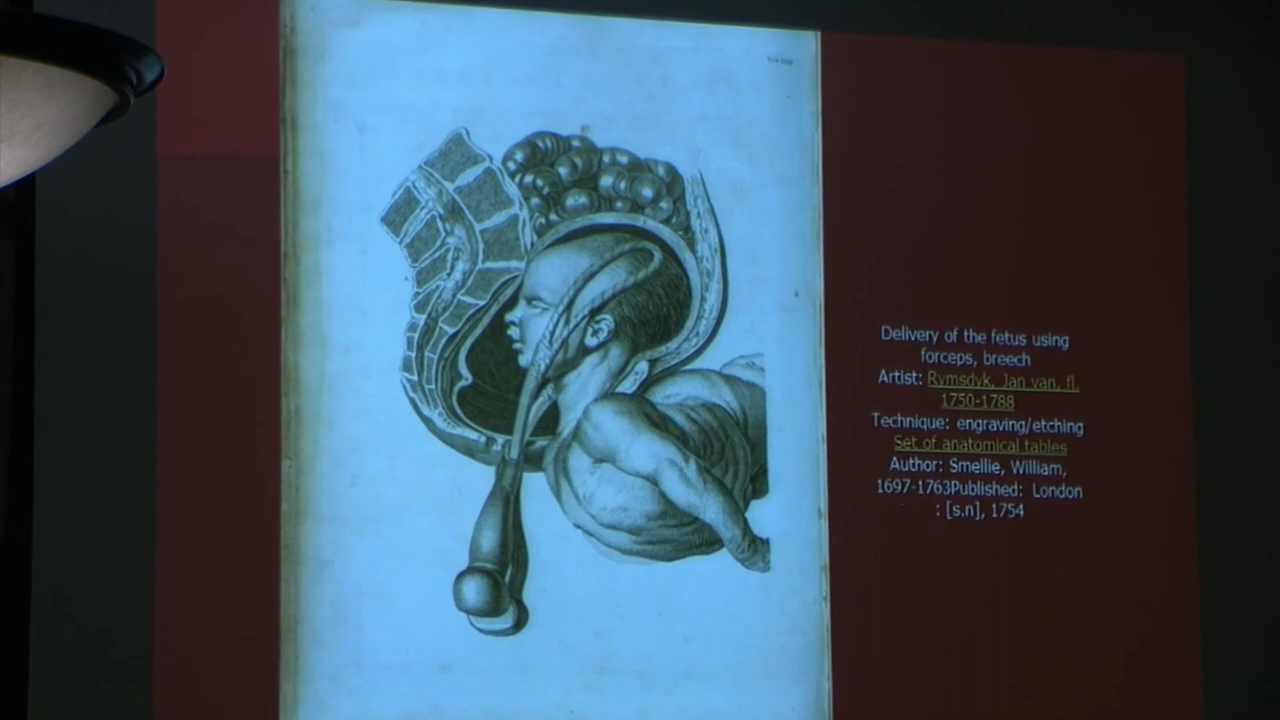 Delivery of the fetus using
forceps, breech
Artist: Rymsdyk, Jan van, fl.
1750-1788
Technique: engraving/etching
Set of anatomical tables
Author: Smellie, William,
1697-1763Published: London
: [s.n], 1754